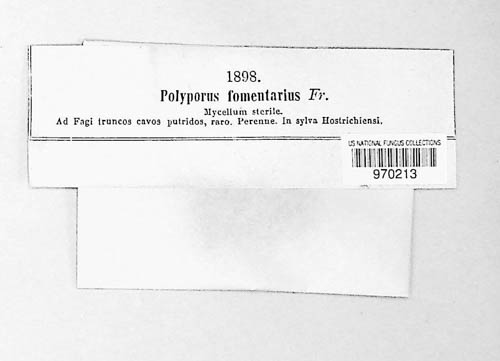 1898.
Polyporus fomentarius Fr.
Mycelium sterile.
Ad Fagi truncos cavos putridos, raro. Perenne. In sylva Hostrichiensi.
US NATIONAL FUNGUS COLLECTIONS
970213